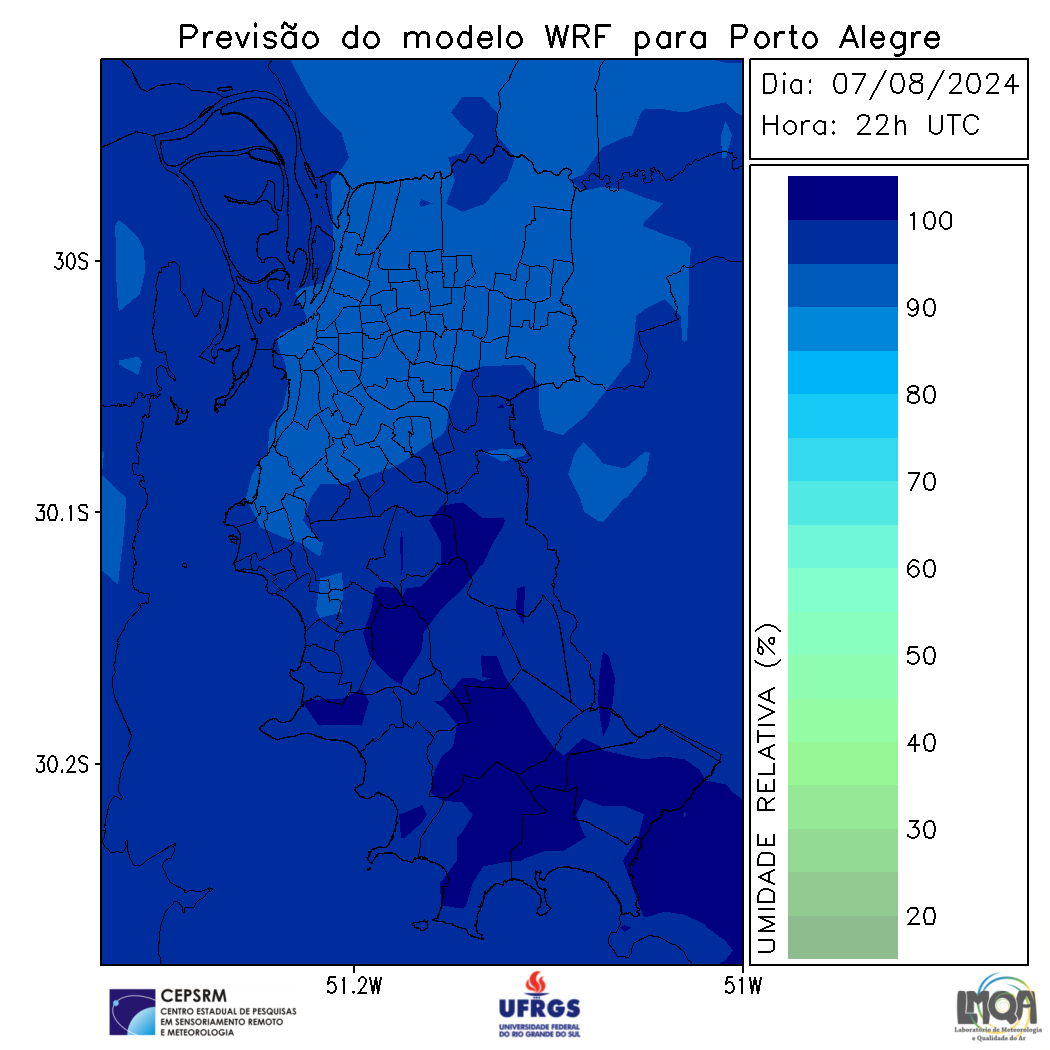 Previsão do modelo WRF para Porto Alegre
Dia: 07/08/2024
Hora: 22h UTC
100
90
80
70
60
50
40
30
20
UMIDADE RELATIVA (%)
30S
30.1S
30.2S
51.2W
51W
CEPSRM
CENTRO ESTADUAL DE PESQUISAS
EM SENSORIAMENTO REMOTO
E METEOROLOGIA
UFRGS
UNIVERSIDADE FEDERAL
DO RIO GRANDE DO SUL
LMQA
Laboratório de Meteorologia
e Qualidade do Ar